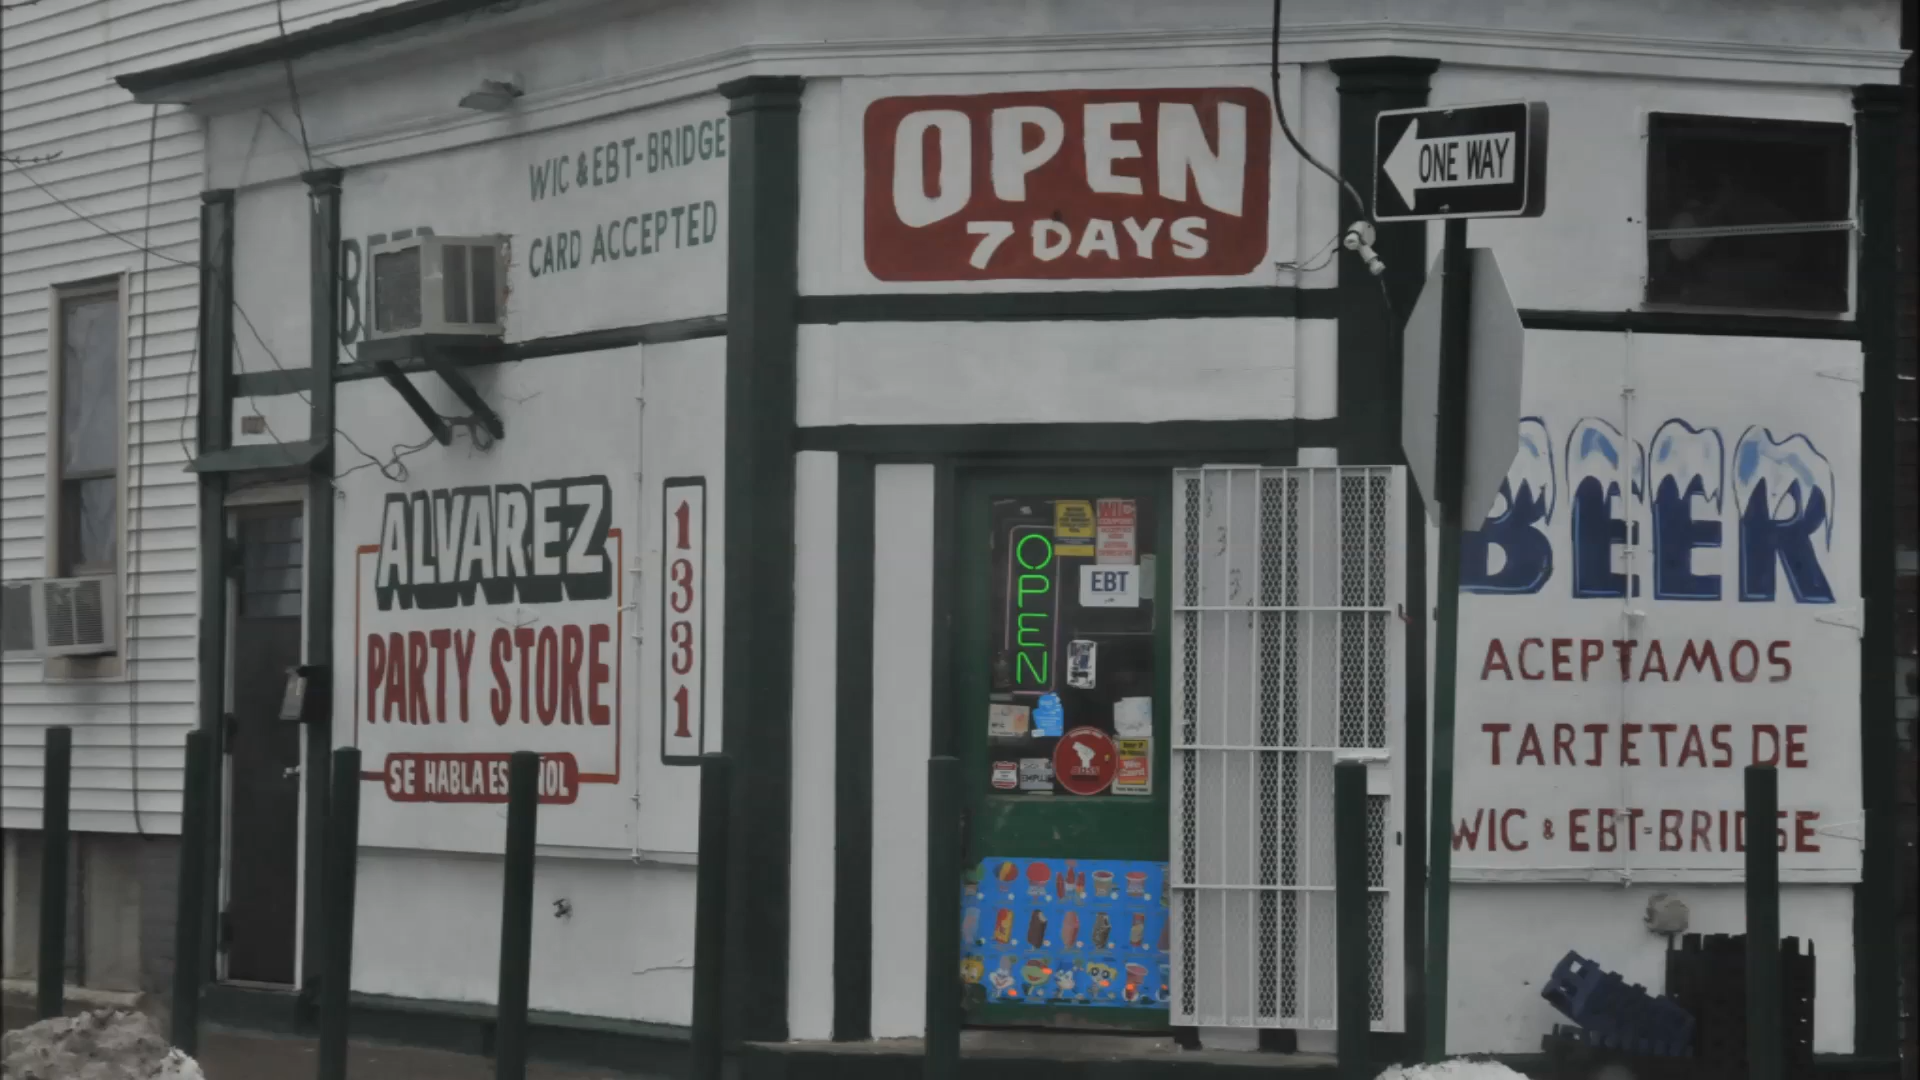 WIC & EBT-BRIDGE
CARD ACCEPTED
OPEN
7 DAYS
ONE WAY
ALVAREZ
PARTY STORE
SE HABLA ESPAÑOL
1331
OPEN
WIC
EBT
BEER
ACEPTAMOS
TARJETAS DE
WIC & EBT-BRIDGE